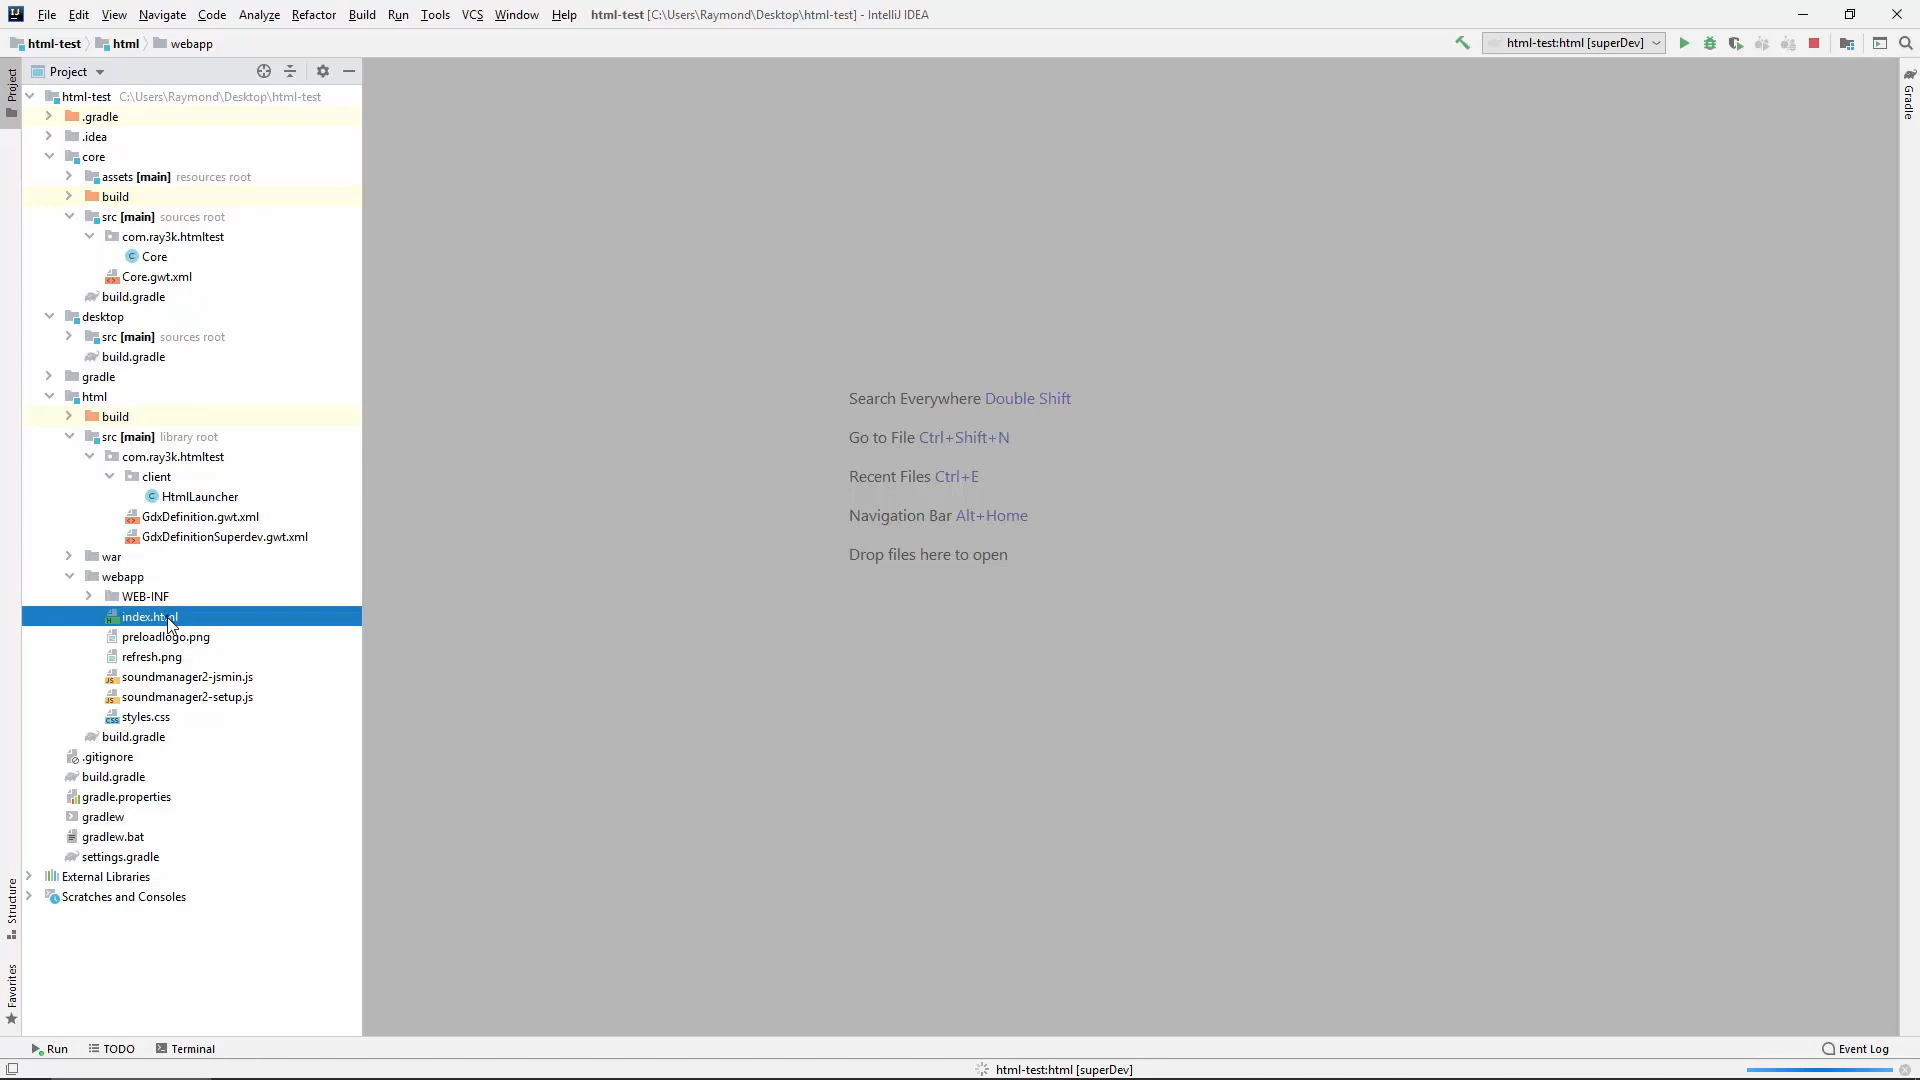 File Edit View Navigate Code Analyze Refactor Build Run Tools VCS Window Help html-test [C:\Users\Raymond\Desktop\html-test] - IntelliJ IDEA
html-test html webapp html-test:html [superDev]
Project
Project
html-test C:\Users\Raymond\Desktop\html-test
.gradle
.idea
core
assets [main] resources root
build
src [main] sources root
com.ray3k.htmltest
Core
Core.gwt.xml
build.gradle
desktop
src [main] sources root
build.gradle
gradle
html
build
src [main] library root
com.ray3k.htmltest
client
HtmlLauncher
GdxDefinition.gwt.xml
GdxDefinitionSuperdev.gwt.xml
war
webapp
WEB-INF
index.html
preloadlogo.png
refresh.png
soundmanager2-jsmin.js
soundmanager2-setup.js
styles.css
build.gradle
.gitignore
build.gradle
gradle.properties
gradlew
gradlew.bat
settings.gradle
External Libraries
Scratches and Consoles
Structure
Favorites
Search Everywhere Double Shift
Go to File Ctrl+Shift+N
Recent Files Ctrl+E
Navigation Bar Alt+Home
Drop files here to open
Gradle
Run TODO Terminal Event Log
html-test:html [superDev]